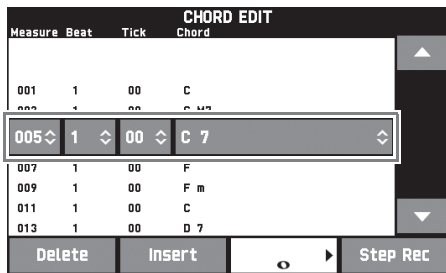 CHORD EDIT
Measure Beat Tick Chord
001 1 00 C
005 1 00 C 7
007 1 00 F
009 1 00 F m
011 1 00 C
013 1 00 D 7
Delete Insert Step Rec